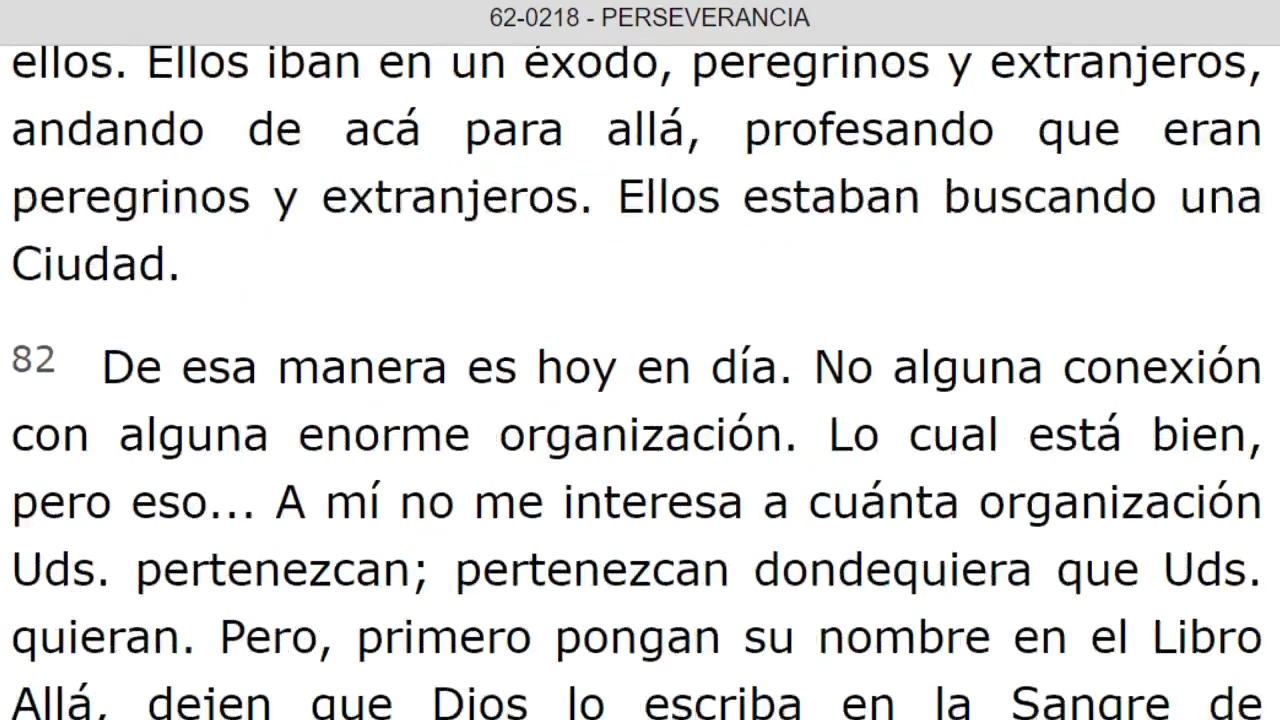 62-0218 - PERSEVERANCIA
ellos. Ellos iban en un éxodo, peregrinos y extranjeros,
andando de acá para allá, profesando que eran
peregrinos y extranjeros. Ellos estaban buscando una
Ciudad.
82 De esa manera es hoy en día. No alguna conexión
con alguna enorme organización. Lo cual está bien,
pero eso... A mí no me interesa a cuánta organización
Uds. pertenezcan; pertenezcan dondequiera que Uds.
quieran. Pero, primero pongan su nombre en el Libro
Allá, dejen que Dios lo escriba en la Sangre de